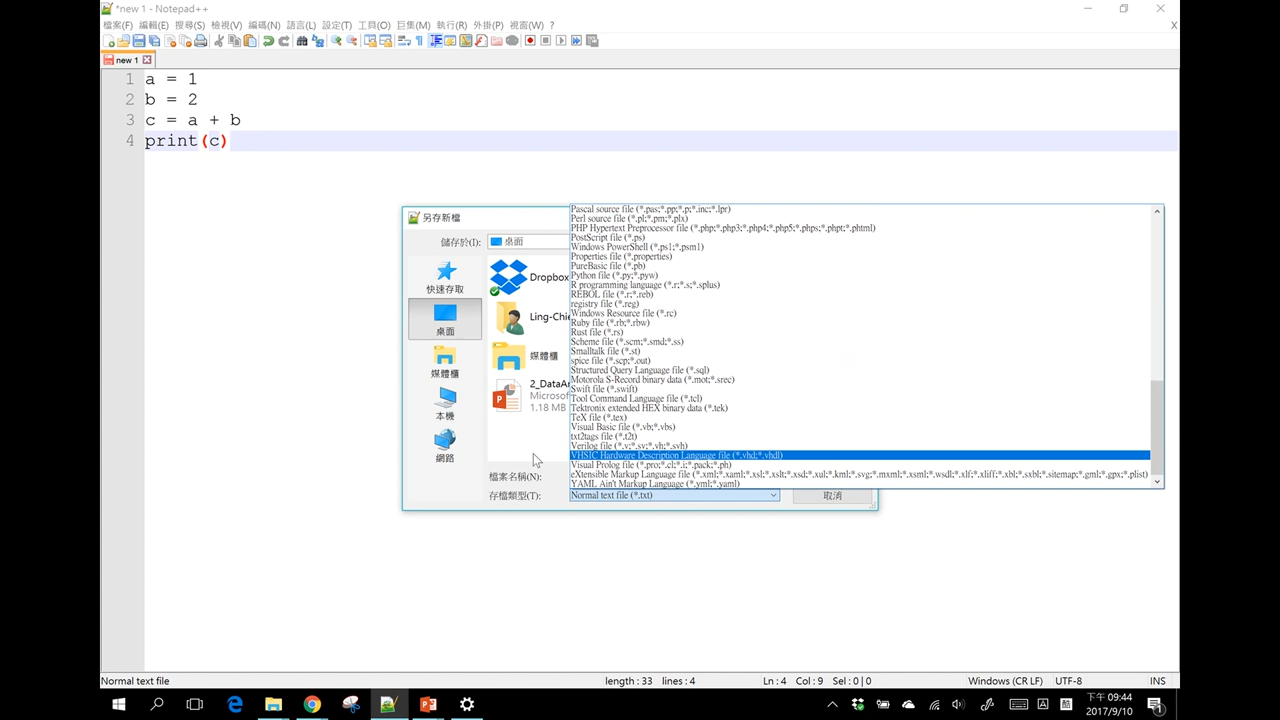 *new 1 - Notepad++
檔案(F) 編輯(E) 搜尋(S) 檢視(V) 編碼(N) 語言(L) 設定(T) 工具(O) 巨集(M) 執行(R) 外掛(P) 視窗(W) ? X
new 1
1 a = 1
2 b = 2
3 c = a + b
4 print(c)
另存新檔
儲存於(I): 桌面
快速存取
桌面
媒體櫃
本機
網路
Dropbox
Ling-Chie
媒體櫃
2_DataAn
Microsof
1.18 MB
Pascal source file (*.pas;*.pp;*.p;*.inc;*.lpr)
Perl source file (*.pl;*.pm;*.plx)
PHP Hypertext Preprocessor file (*.php;*.php3;*.php4;*.php5;*.phps;*.phpt;*.phtml)
PostScript file (*.ps)
Windows PowerShell (*.ps1;*.psm1)
Properties file (*.properties)
PureBasic file (*.pb)
Python file (*.py;*.pyw)
R programming language (*.r;*.s;*.splus)
REBOL file (*.r;*.reb)
registry file (*.reg)
Windows Resource file (*.rc)
Ruby file (*.rb;*.rbw)
Rust file (*.rs)
Scheme file (*.scm;*.smd;*.ss)
Smalltalk file (*.st)
spice file (*.scp;*.out)
Structured Query Language file (*.sql)
Motorola S-Record binary data (*.mot;*.srec)
Swift file (*.swift)
Tool Command Language file (*.tcl)
Tektronix extended HEX binary data (*.tek)
TeX file (*.tex)
Visual Basic file (*.vb;*.vbs)
txt2tags file (*.t2t)
Verilog file (*.v;*.sv;*.vh;*.svh)
VHSIC Hardware Description Language file (*.vhd;*.vhdl)
Visual Prolog file (*.pro;*.cl;*.i;*.pack;*.ph)
eXtensible Markup Language file (*.xml;*.xaml;*.xsl;*.xslt;*.xsd;*.xul;*.kml;*.svg;*.mxml;*.xsml;*.wsdl;*.xlf;*.xliff;*.xbl;*.sxbl;*.sitemap;*.gml;*.gpx;*.plist)
YAML Ain't Markup Language (*.yml;*.yaml)
檔案名稱(N):
存檔類型(T): Normal text file (*.txt) 取消
Normal text file length : 33 lines : 4 Ln : 4 Col : 9 Sel : 0 | 0 Windows (CR LF) UTF-8 INS
下午 09:44
2017/9/10